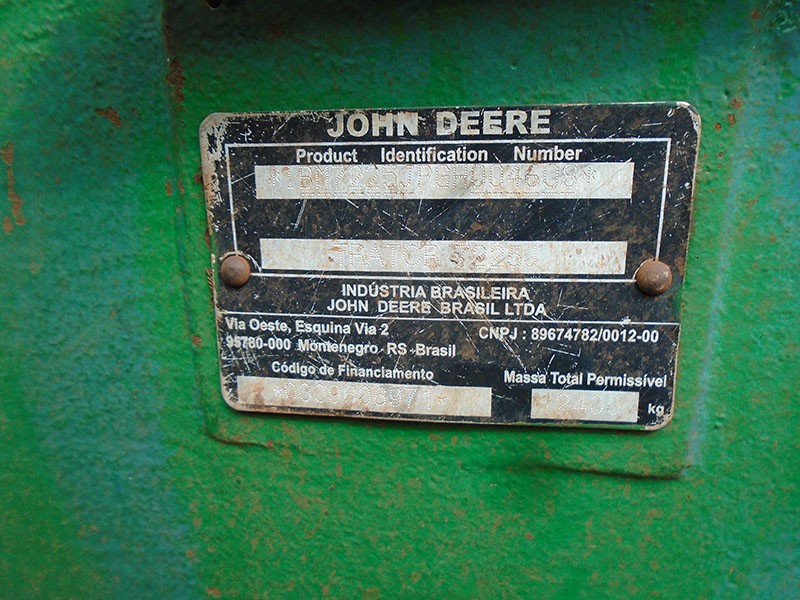 JOHN DEERE
Product Identification Number
TRATOR
INDÚSTRIA BRASILEIRA
JOHN DEERE BRASIL LTDA
Via Oeste, Esquina Via 2
CNPJ : 89674782/0012-00
95780-000 Montenegro RS-Brasil
Código de Financiamento
Massa Total Permissível
kg